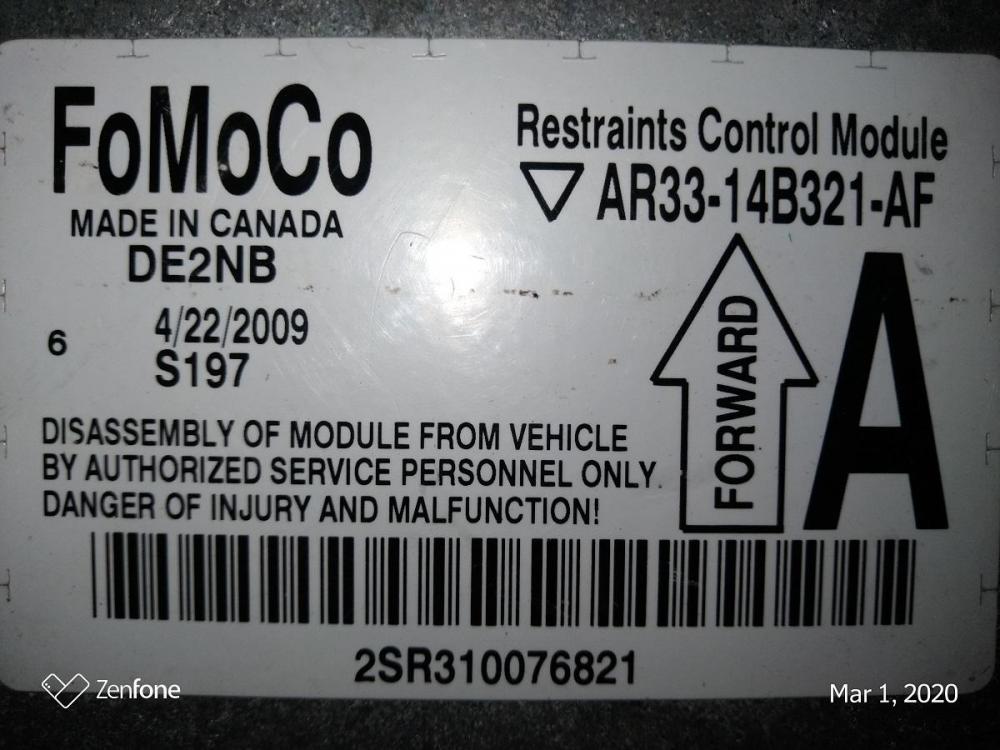 FoMoCo
MADE IN CANADA
DE2NB
6
4/22/2009
S197
Restraints Control Module
AR33-14B321-AF
FORWARD
A
DISASSEMBLY OF MODULE FROM VEHICLE
BY AUTHORIZED SERVICE PERSONNEL ONLY.
DANGER OF INJURY AND MALFUNCTION!
2SR310076821
Zenfone
Mar 1, 2020